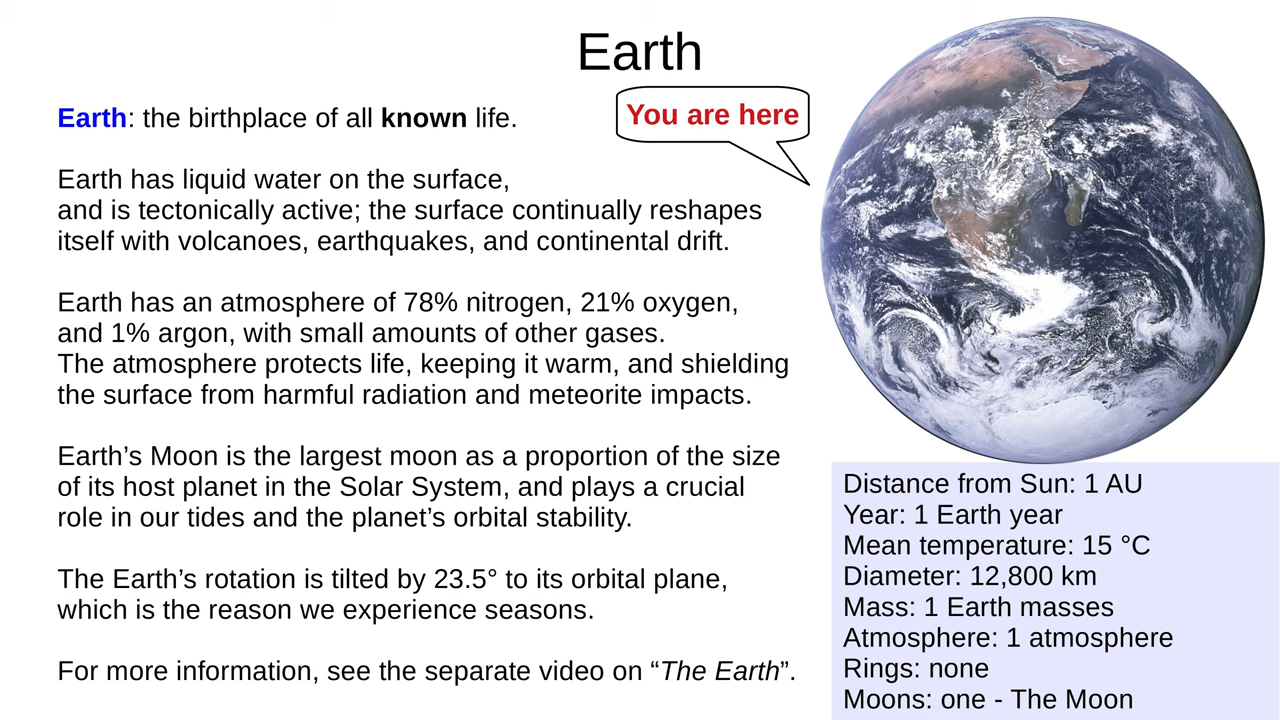 Earth
You are here
Earth: the birthplace of all known life.
Earth has liquid water on the surface,
and is tectonically active; the surface continually reshapes
itself with volcanoes, earthquakes, and continental drift.
Earth has an atmosphere of 78% nitrogen, 21% oxygen,
and 1% argon, with small amounts of other gases.
The atmosphere protects life, keeping it warm, and shielding
the surface from harmful radiation and meteorite impacts.
Earth’s Moon is the largest moon as a proportion of the size
of its host planet in the Solar System, and plays a crucial
role in our tides and the planet’s orbital stability.
The Earth’s rotation is tilted by 23.5° to its orbital plane,
which is the reason we experience seasons.
For more information, see the separate video on “The Earth”.
Distance from Sun: 1 AU
Year: 1 Earth year
Mean temperature: 15 °C
Diameter: 12,800 km
Mass: 1 Earth masses
Atmosphere: 1 atmosphere
Rings: none
Moons: one - The Moon